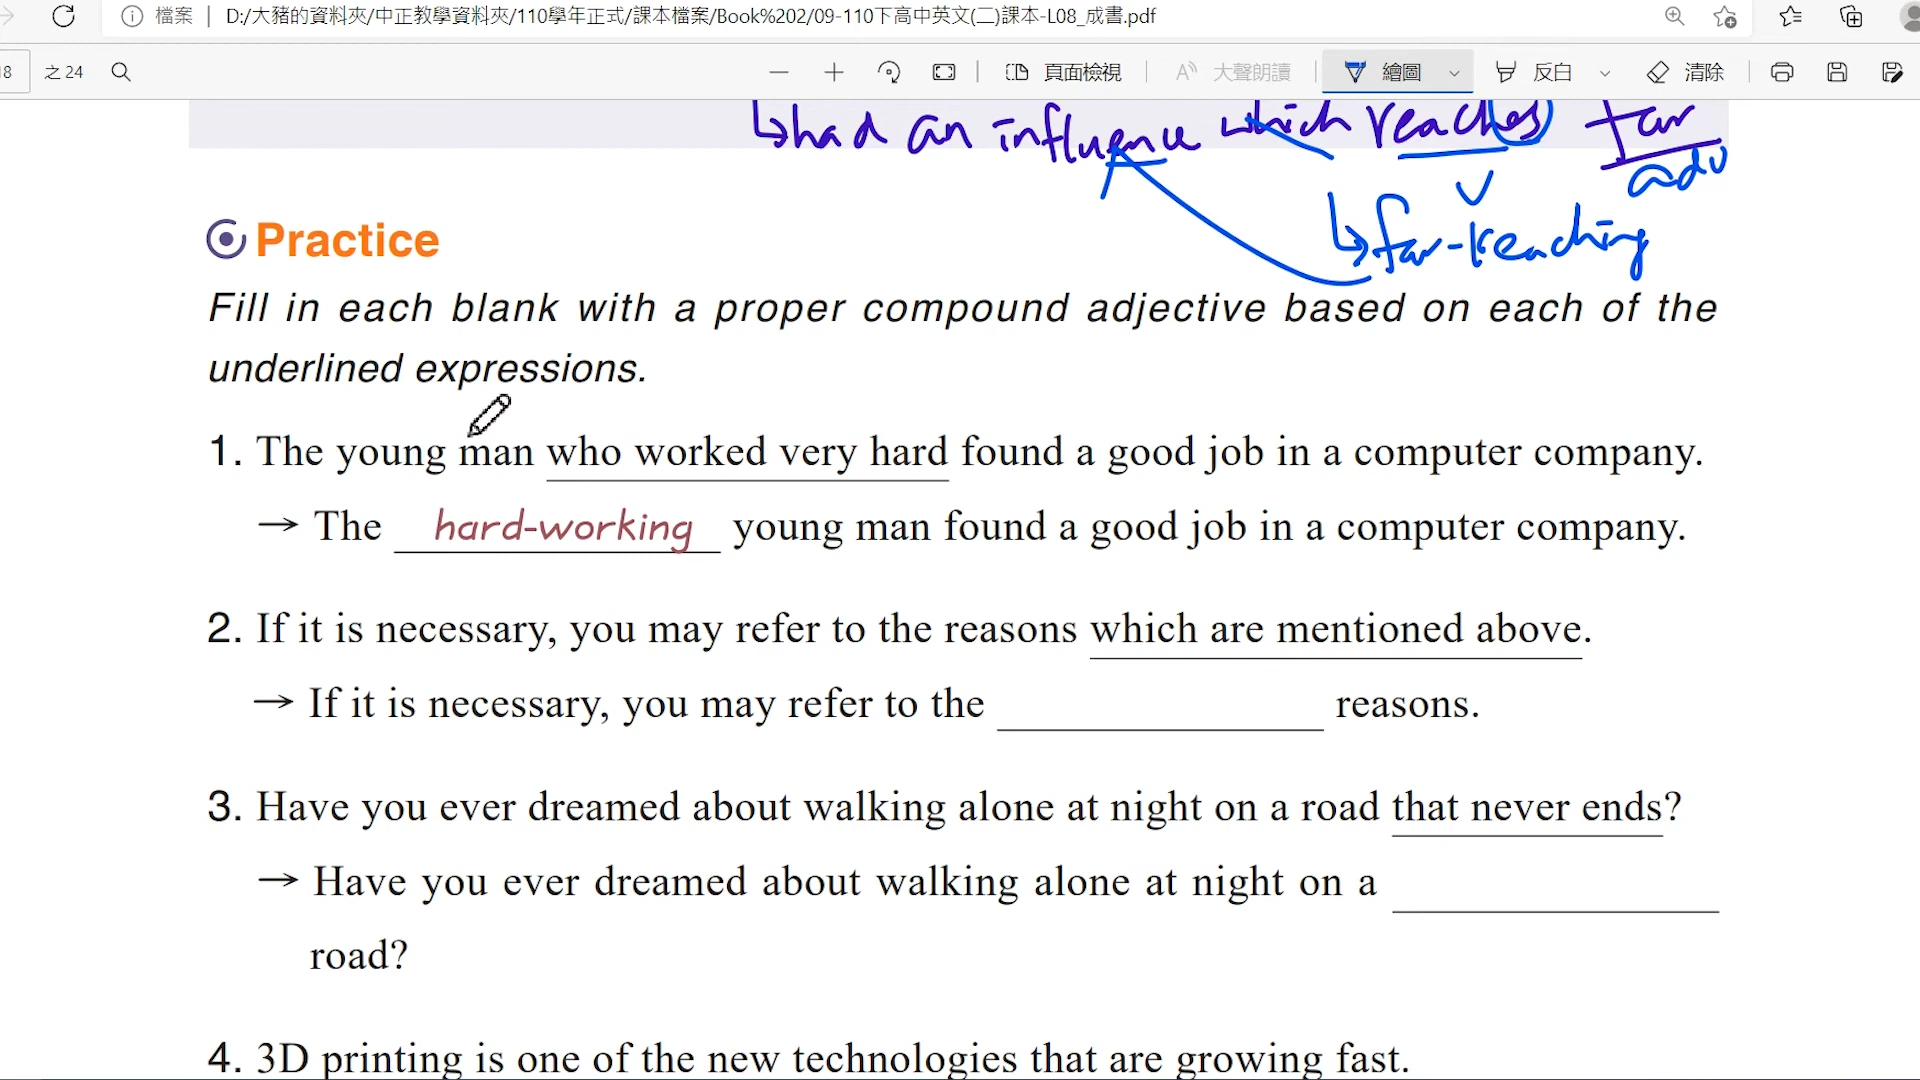 檔案 | D:/大豬的資料夾/中正教學資料夾/110學年正式/課本檔案/Book%202/09-110下高中英文(二)課本-L08_成書.pdf
18 之 24 頁面檢視 大聲朗讀 繪圖 反白 清除
↳had an influence which reaches far
adv
V
↳far-reaching
Practice
Fill in each blank with a proper compound adjective based on each of the
underlined expressions.
1. The young man who worked very hard found a good job in a computer company.
→ The hard-working young man found a good job in a computer company.
2. If it is necessary, you may refer to the reasons which are mentioned above.
→ If it is necessary, you may refer to the ____________ reasons.
3. Have you ever dreamed about walking alone at night on a road that never ends?
→ Have you ever dreamed about walking alone at night on a ____________
road?
4. 3D printing is one of the new technologies that are growing fast.